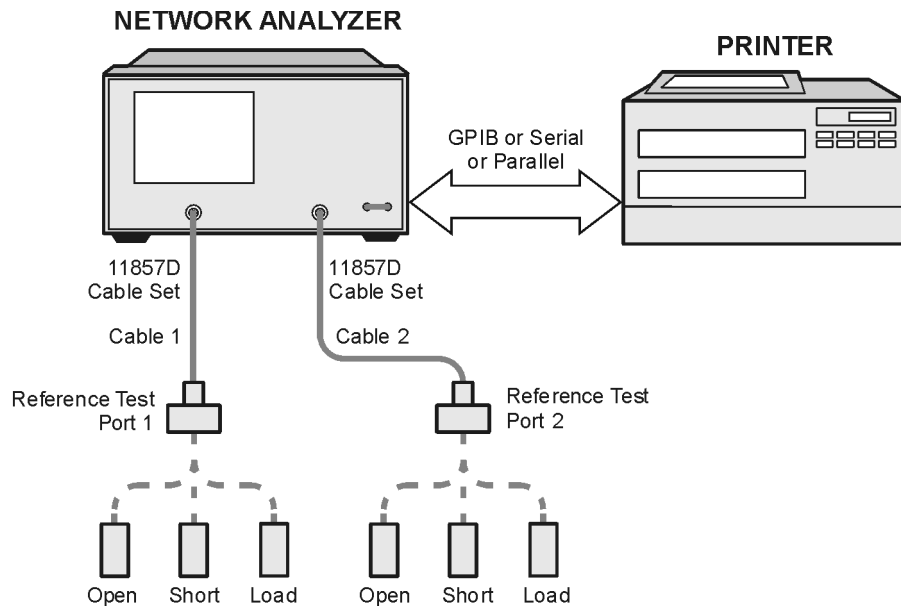 NETWORK ANALYZER
PRINTER
GPIB or Serial
or Parallel
11857D
Cable Set
11857D
Cable Set
Cable 1
Cable 2
Reference Test
Port 1
Reference Test
Port 2
Open
Short
Load
Open
Short
Load